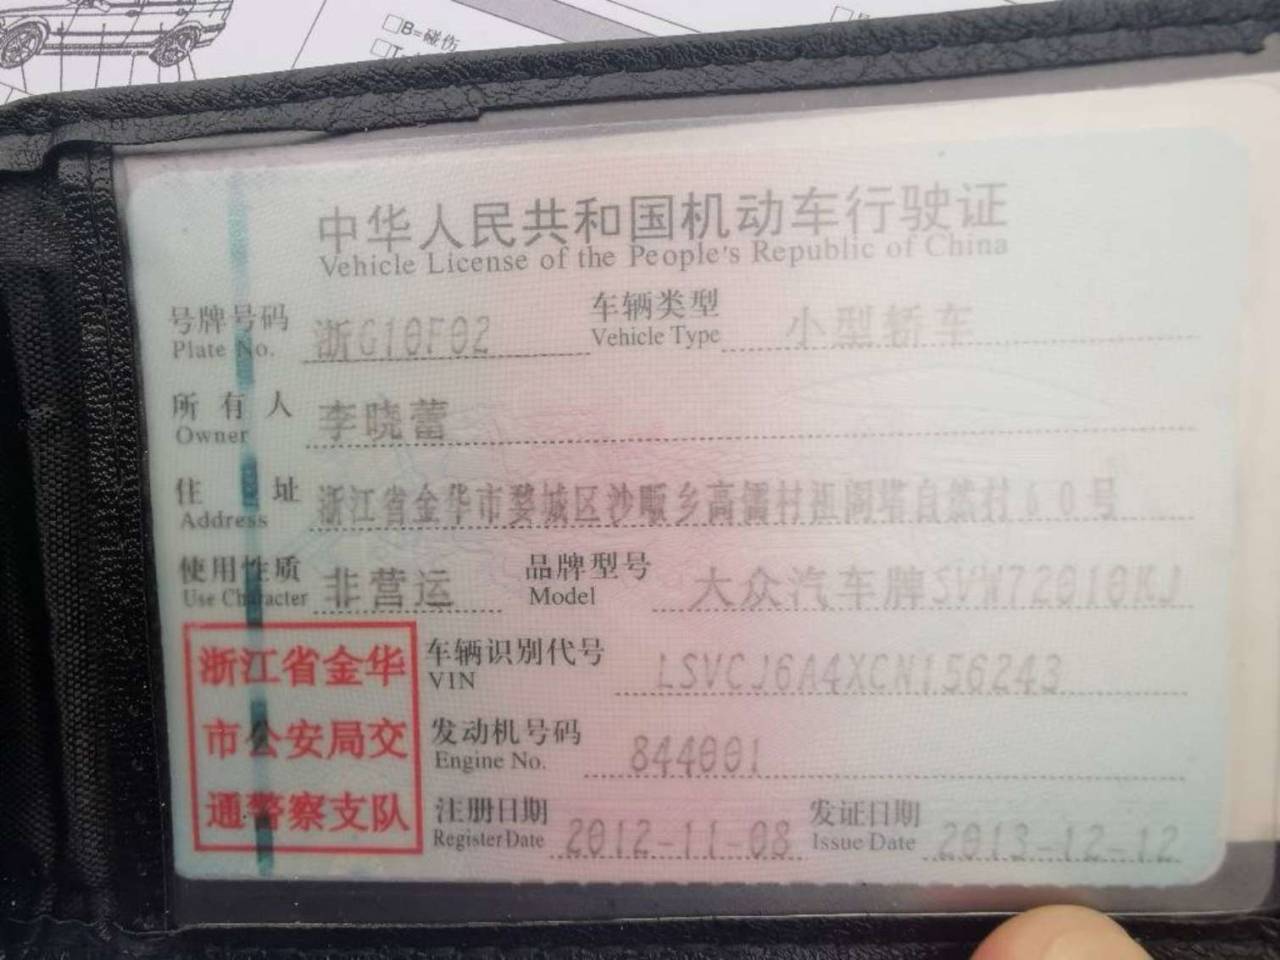 B=碰伤
中华人民共和国机动车行驶证
Vehicle License of the People's Republic of China
号牌号码 浙G10F02 车辆类型 小型轿车
Plate No. Vehicle Type
所有人 李晓蕾
Owner
住址 浙江省金华市婺城区沙畈乡高儒村祖阁塔自然村60号
Address
使用性质 非营运 品牌型号 大众汽车牌SVW72010KJ
Use Character Model
浙江省金华 车辆识别代号 LSVCJ6A4XCN156243
VIN
市公安局交 发动机号码 844001
Engine No.
通警察支队 注册日期 2012-11-08 发证日期 2013-12-12
Register Date Issue Date